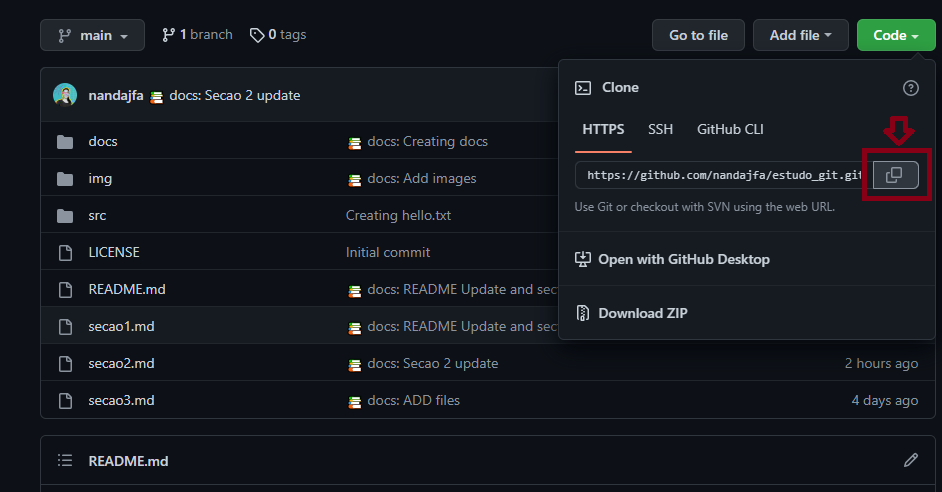 main 1 branch 0 tags Go to file Add file Code
nandajfa docs: Secao 2 update
Clone
HTTPS SSH GitHub CLI
https://github.com/nandajfa/estudo_git.git
Use Git or checkout with SVN using the web URL.
Open with GitHub Desktop
Download ZIP
docs docs: Creating docs
img docs: Add images
src Creating hello.txt
LICENSE Initial commit
README.md docs: README Update and sec
secao1.md docs: README Update and sec
secao2.md docs: Secao 2 update 2 hours ago
secao3.md docs: ADD files 4 days ago
README.md